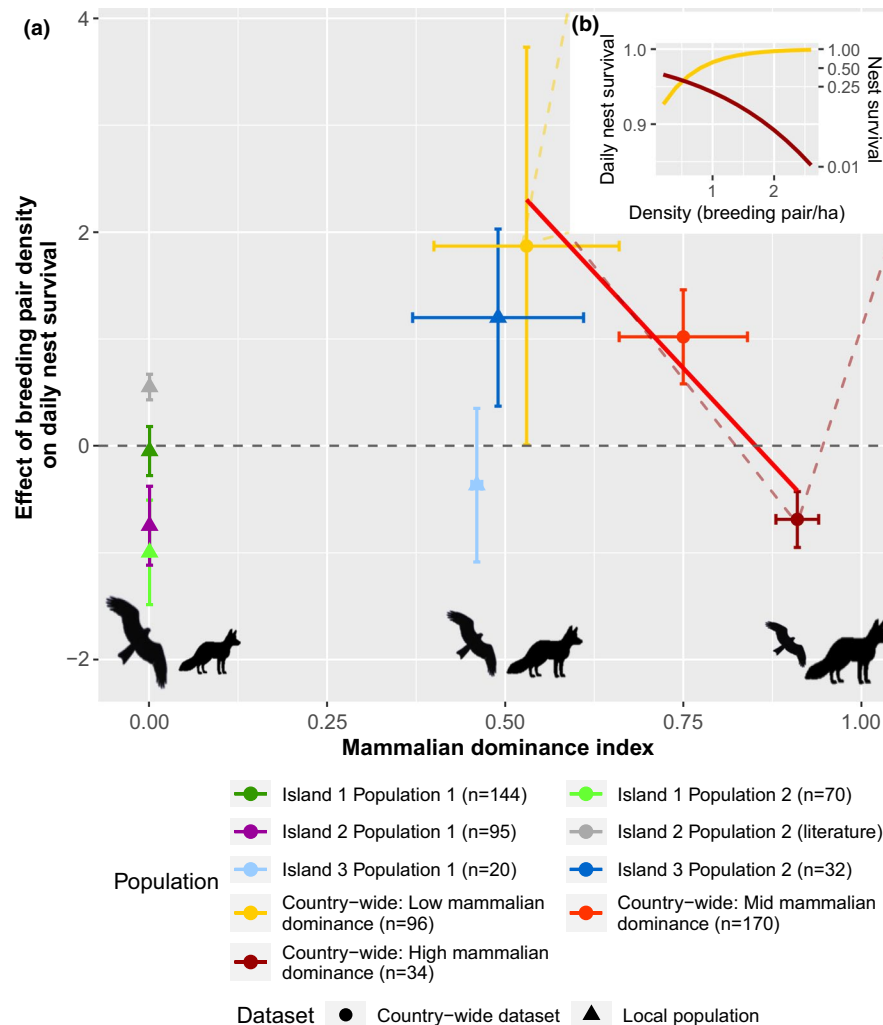 (a)
(b)
4
2
0
−2
Effect of breeding pair density
on daily nest survival
0.00
0.25
0.50
0.75
1.00
Mammalian dominance index
1.0
0.9
Daily nest survival
1.00
0.50
0.25
0.01
Nest survival
1
2
Density (breeding pair/ha)
Population
Island 1 Population 1 (n=144)
Island 1 Population 2 (n=70)
Island 2 Population 1 (n=95)
Island 2 Population 2 (literature)
Island 3 Population 1 (n=20)
Island 3 Population 2 (n=32)
Country−wide: Low mammalian
dominance (n=96)
Country−wide: Mid mammalian
dominance (n=170)
Country−wide: High mammalian
dominance (n=34)
Dataset
Country−wide dataset
Local population